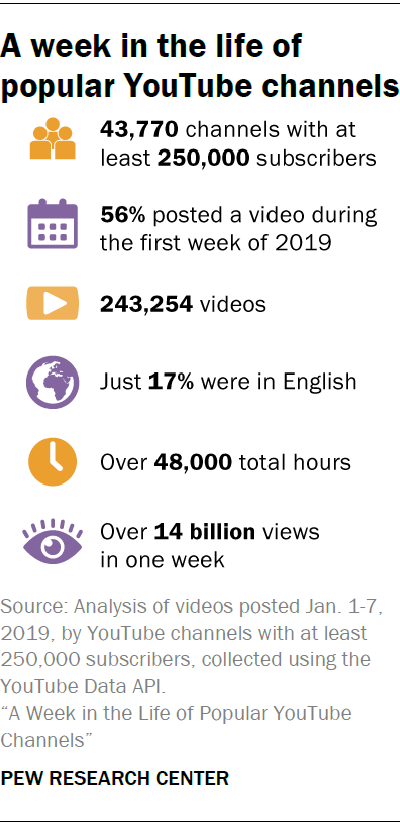 A week in the life of
popular YouTube channels
43,770 channels with at
least 250,000 subscribers
56% posted a video during
the first week of 2019
243,254 videos
Just 17% were in English
Over 48,000 total hours
Over 14 billion views
in one week
Source: Analysis of videos posted Jan. 1-7,
2019, by YouTube channels with at least
250,000 subscribers, collected using the
YouTube Data API.
“A Week in the Life of Popular YouTube
Channels”
PEW RESEARCH CENTER